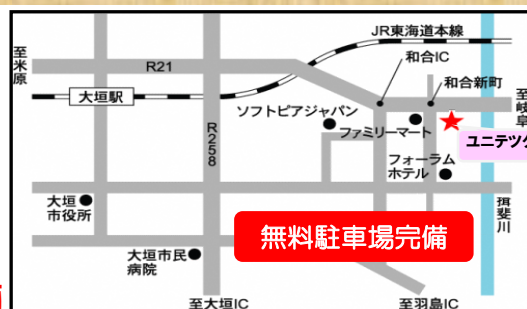 JR東海道本線
至米原
和合IC
R21
和合新町
大垣駅
至岐阜
ソフトピアジャパン
ファミリーマート
R258
ユニテツク
フォーラム
ホテル
大垣
市役所
揖斐川
無料駐車場完備
大垣市民
病院
至大垣IC
至羽島IC